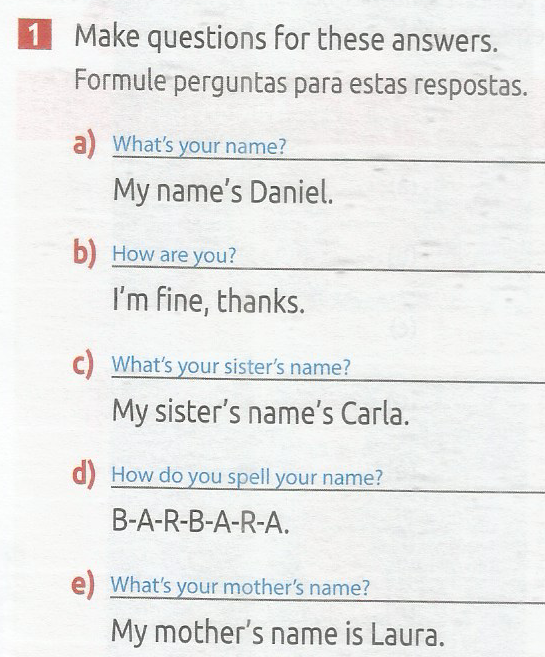 1 Make questions for these answers.
Formule perguntas para estas respostas.
a) What's your name?
My name's Daniel.
b) How are you?
I'm fine, thanks.
c) What's your sister's name?
My sister's name's Carla.
d) How do you spell your name?
B-A-R-B-A-R-A.
e) What's your mother's name?
My mother's name is Laura.